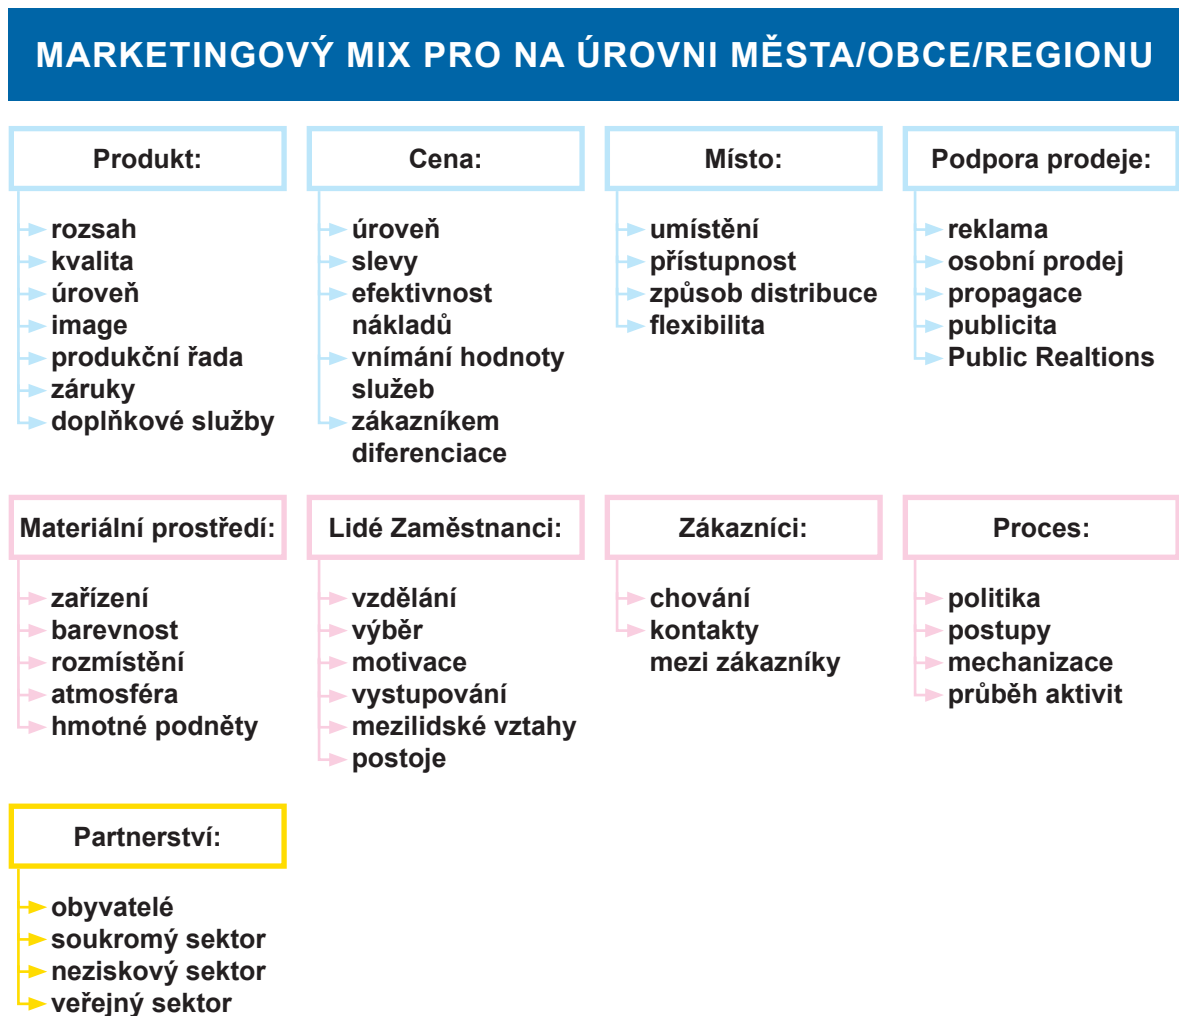 MARKETINGOVÝ MIX PRO NA ÚROVNI MĚSTA/OBCE/REGIONU
Produkt:
rozsah
kvalita
úroveň
image
produkční řada
záruky
doplňkové služby
Cena:
úroveň
slevy
efektivnost
nákladů
vnímání hodnoty
služeb
zákazníkem
diferenciace
Místo:
umístění
přístupnost
způsob distribuce
flexibilita
Podpora prodeje:
reklama
osobní prodej
propagace
publicita
Public Realtions
Materiální prostředí:
zařízení
barevnost
rozmístění
atmosféra
hmotné podněty
Lidé Zaměstnanci:
vzdělání
výběr
motivace
vystupování
mezilidské vztahy
postoje
Zákazníci:
chování
kontakty
mezi zákazníky
Proces:
politika
postupy
mechanizace
průběh aktivit
Partnerství:
obyvatelé
soukromý sektor
neziskový sektor
veřejný sektor